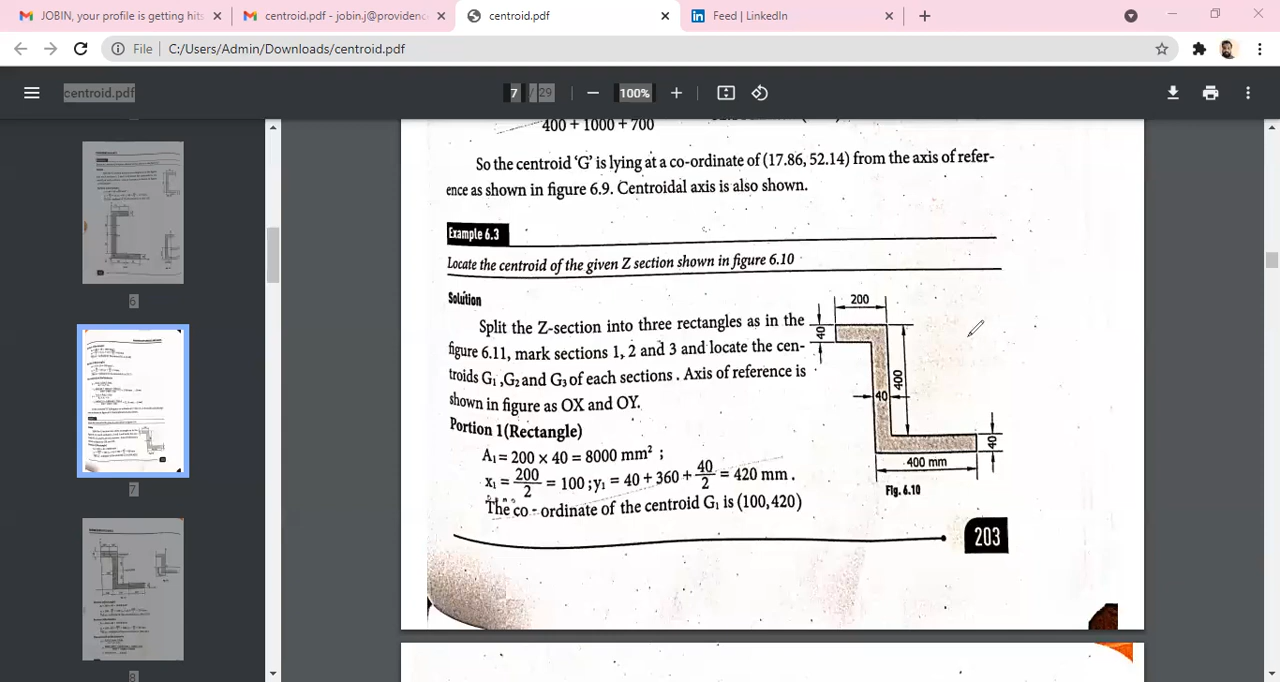 JOBIN, your profile is getting hits
centroid.pdf - jobin.j@providenc
centroid.pdf
Feed | LinkedIn
File
C:/Users/Admin/Downloads/centroid.pdf
centroid.pdf
7 / 29
100%
400 + 1000 + 700
So the centroid 'G' is lying at a co-ordinate of (17.86, 52.14) from the axis of refer-
ence as shown in figure 6.9. Centroidal axis is also shown.
Example 6.3
Locate the centroid of the given Z section shown in figure 6.10
Solution
Split the Z-section into three rectangles as in the
figure 6.11, mark sections 1, 2 and 3 and locate the cen-
troids G₁ ,G₂ and G₃ of each sections . Axis of reference is
shown in figure as OX and OY.
Portion 1(Rectangle)
A₁ = 200 × 40 = 8000 mm² ;
x₁ = 200/2 = 100 ; y₁ = 40 + 360 + 40/2 = 420 mm .
The co - ordinate of the centroid G₁ is (100, 420)
200
40
400
40
40
400 mm
Fig. 6.10
203
6
7
8